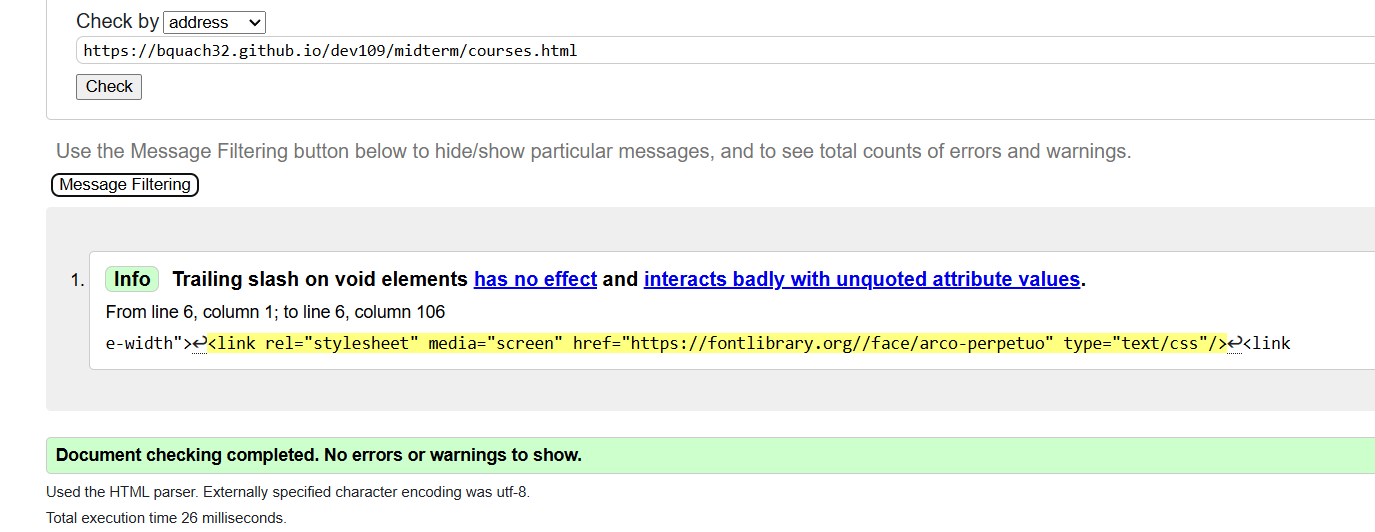 Check by address
https://bquach32.github.io/dev109/midterm/courses.html
Check
Use the Message Filtering button below to hide/show particular messages, and to see total counts of errors and warnings.
Message Filtering
1. Info Trailing slash on void elements has no effect and interacts badly with unquoted attribute values.
From line 6, column 1; to line 6, column 106
e-width">↩<link rel="stylesheet" media="screen" href="https://fontlibrary.org//face/arco-perpetuo" type="text/css"/>↩<link
Document checking completed. No errors or warnings to show.
Used the HTML parser. Externally specified character encoding was utf-8.
Total execution time 26 milliseconds.